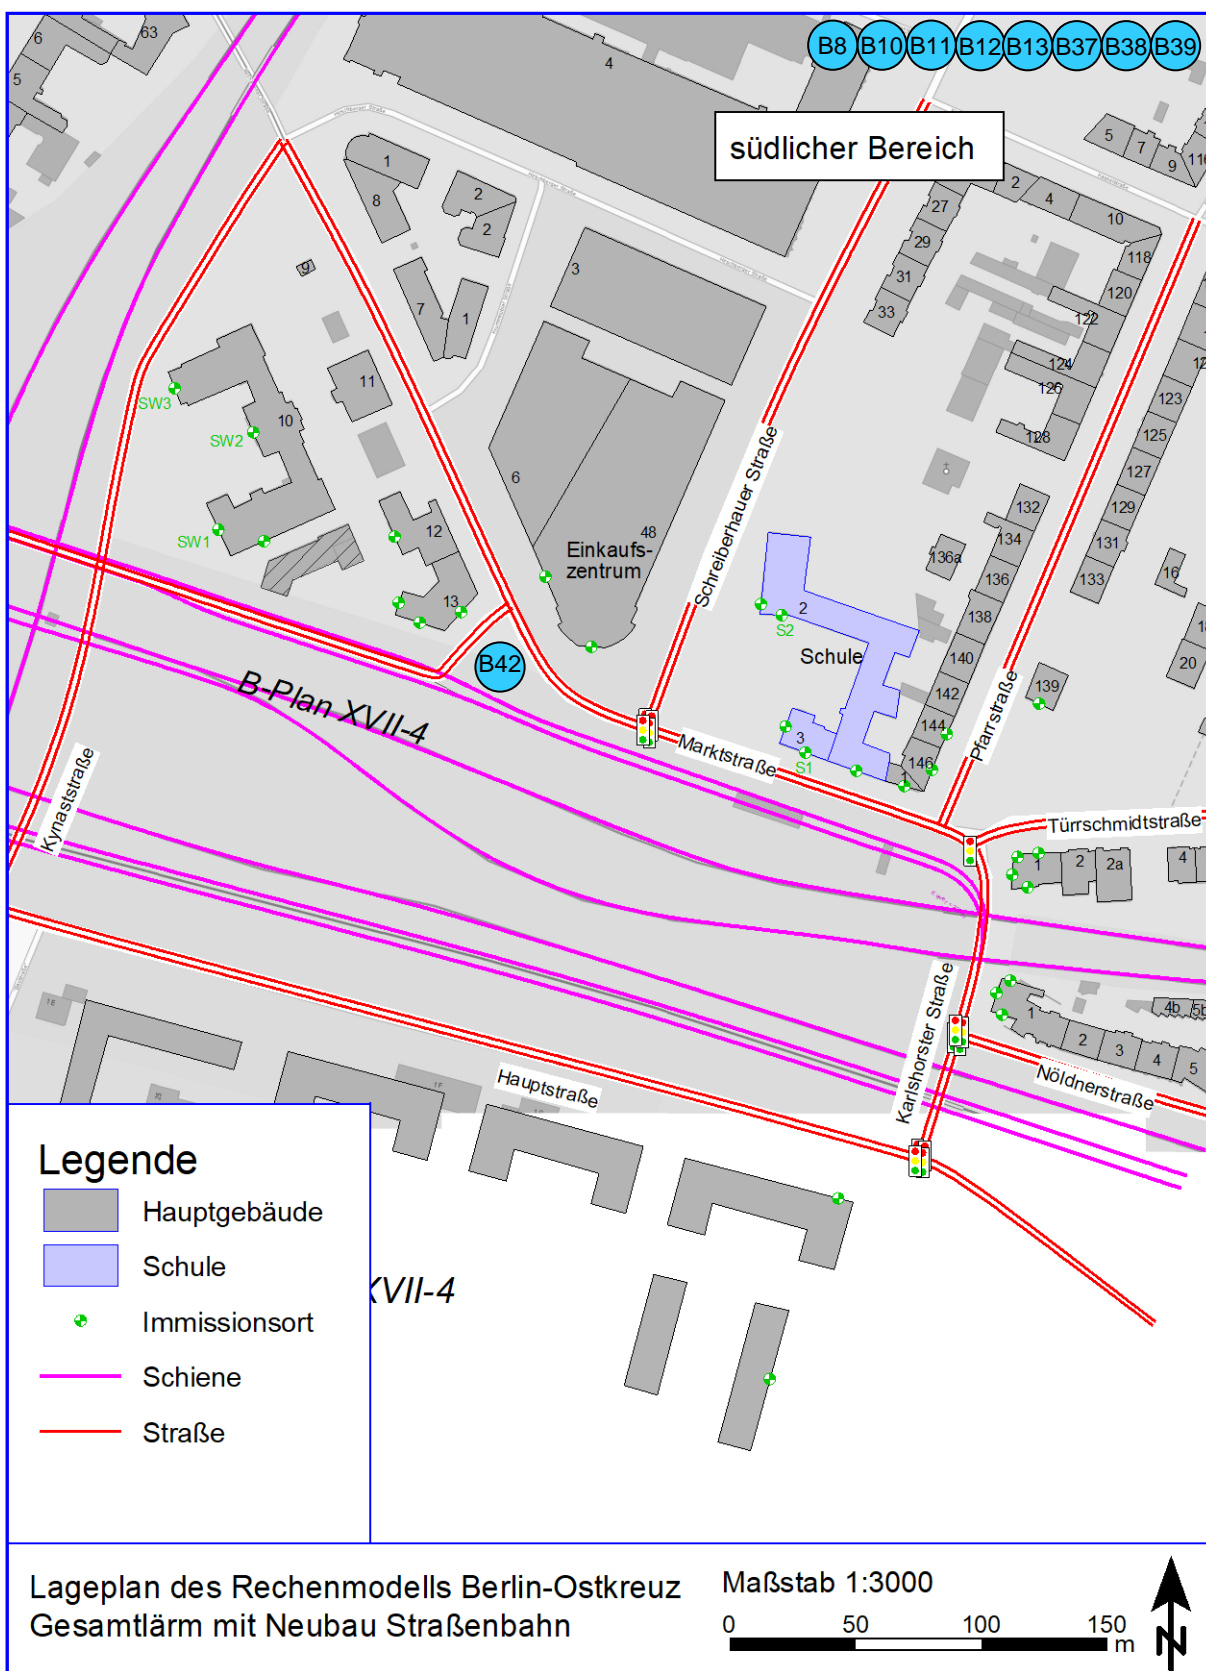 B8 B10 B11 B12 B13 B37 B38 B39
südlicher Bereich
6
63
5
4
1
8
2
2
7
1
9
3
11
10
6
48
12
13
Einkaufs-
zentrum
SW3
SW2
SW1
2
4
10
27
29
31
33
118
120
122
124
126
128
5
7
9
123
125
127
129
131
133
132
134
136a
136
138
140
142
144
146
1
139
16
20
2
S2
Schule
3
S1
Schreiberhauer Straße
Pfarrstraße
Marktstraße
Türrschmidtstraße
B42
B-Plan XVII-4
Kynaststraße
1
2
2a
4
Karlshorster Straße
1
2
3
4
5
4b
Nöldnerstraße
Hauptstraße
XVII-4
Legende
Hauptgebäude
Schule
Immissionsort
Schiene
Straße
Lageplan des Rechenmodells Berlin-Ostkreuz
Gesamtlärm mit Neubau Straßenbahn
Maßstab 1:3000
0 50 100 150
m
N